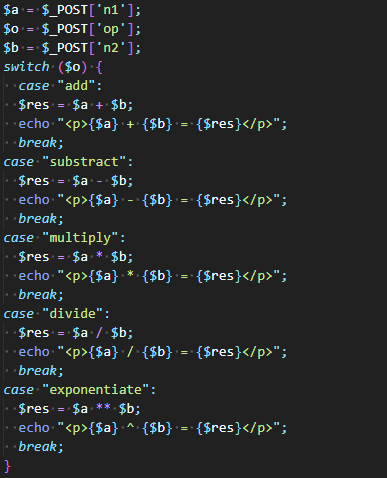 $a = $_POST['n1'];
$o = $_POST['op'];
$b = $_POST['n2'];
switch ($o) {
  case "add":
  $res = $a + $b;
  echo "<p>{$a} + {$b} = {$res}</p>";
  break;
case "substract":
  $res = $a - $b;
  echo "<p>{$a} - {$b} = {$res}</p>";
  break;
case "multiply":
  $res = $a * $b;
  echo "<p>{$a} * {$b} = {$res}</p>";
  break;
case "divide":
  $res = $a / $b;
  echo "<p>{$a} / {$b} = {$res}</p>";
  break;
case "exponentiate":
  $res = $a ** $b;
  echo "<p>{$a} ^ {$b} = {$res}</p>";
  break;
}